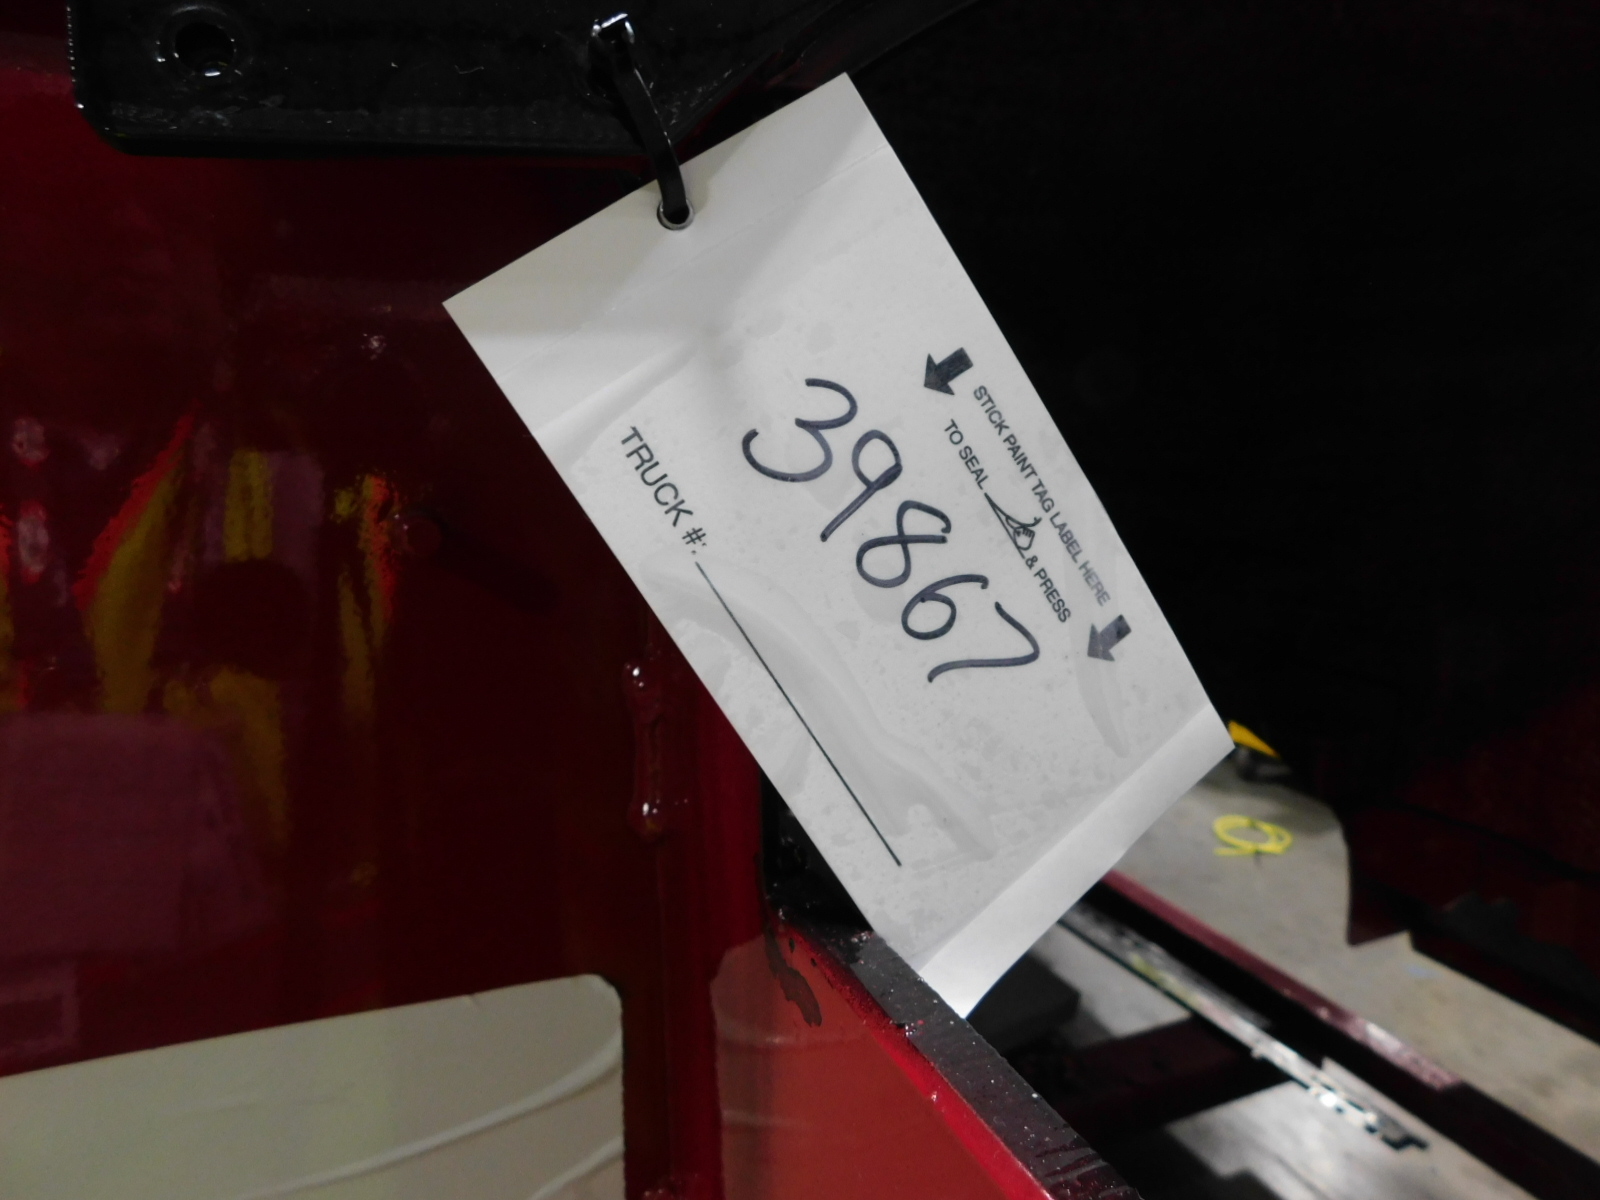 STICK PAINT TAG LABEL HERE
TO SEAL & PRESS
39867
TRUCK #: